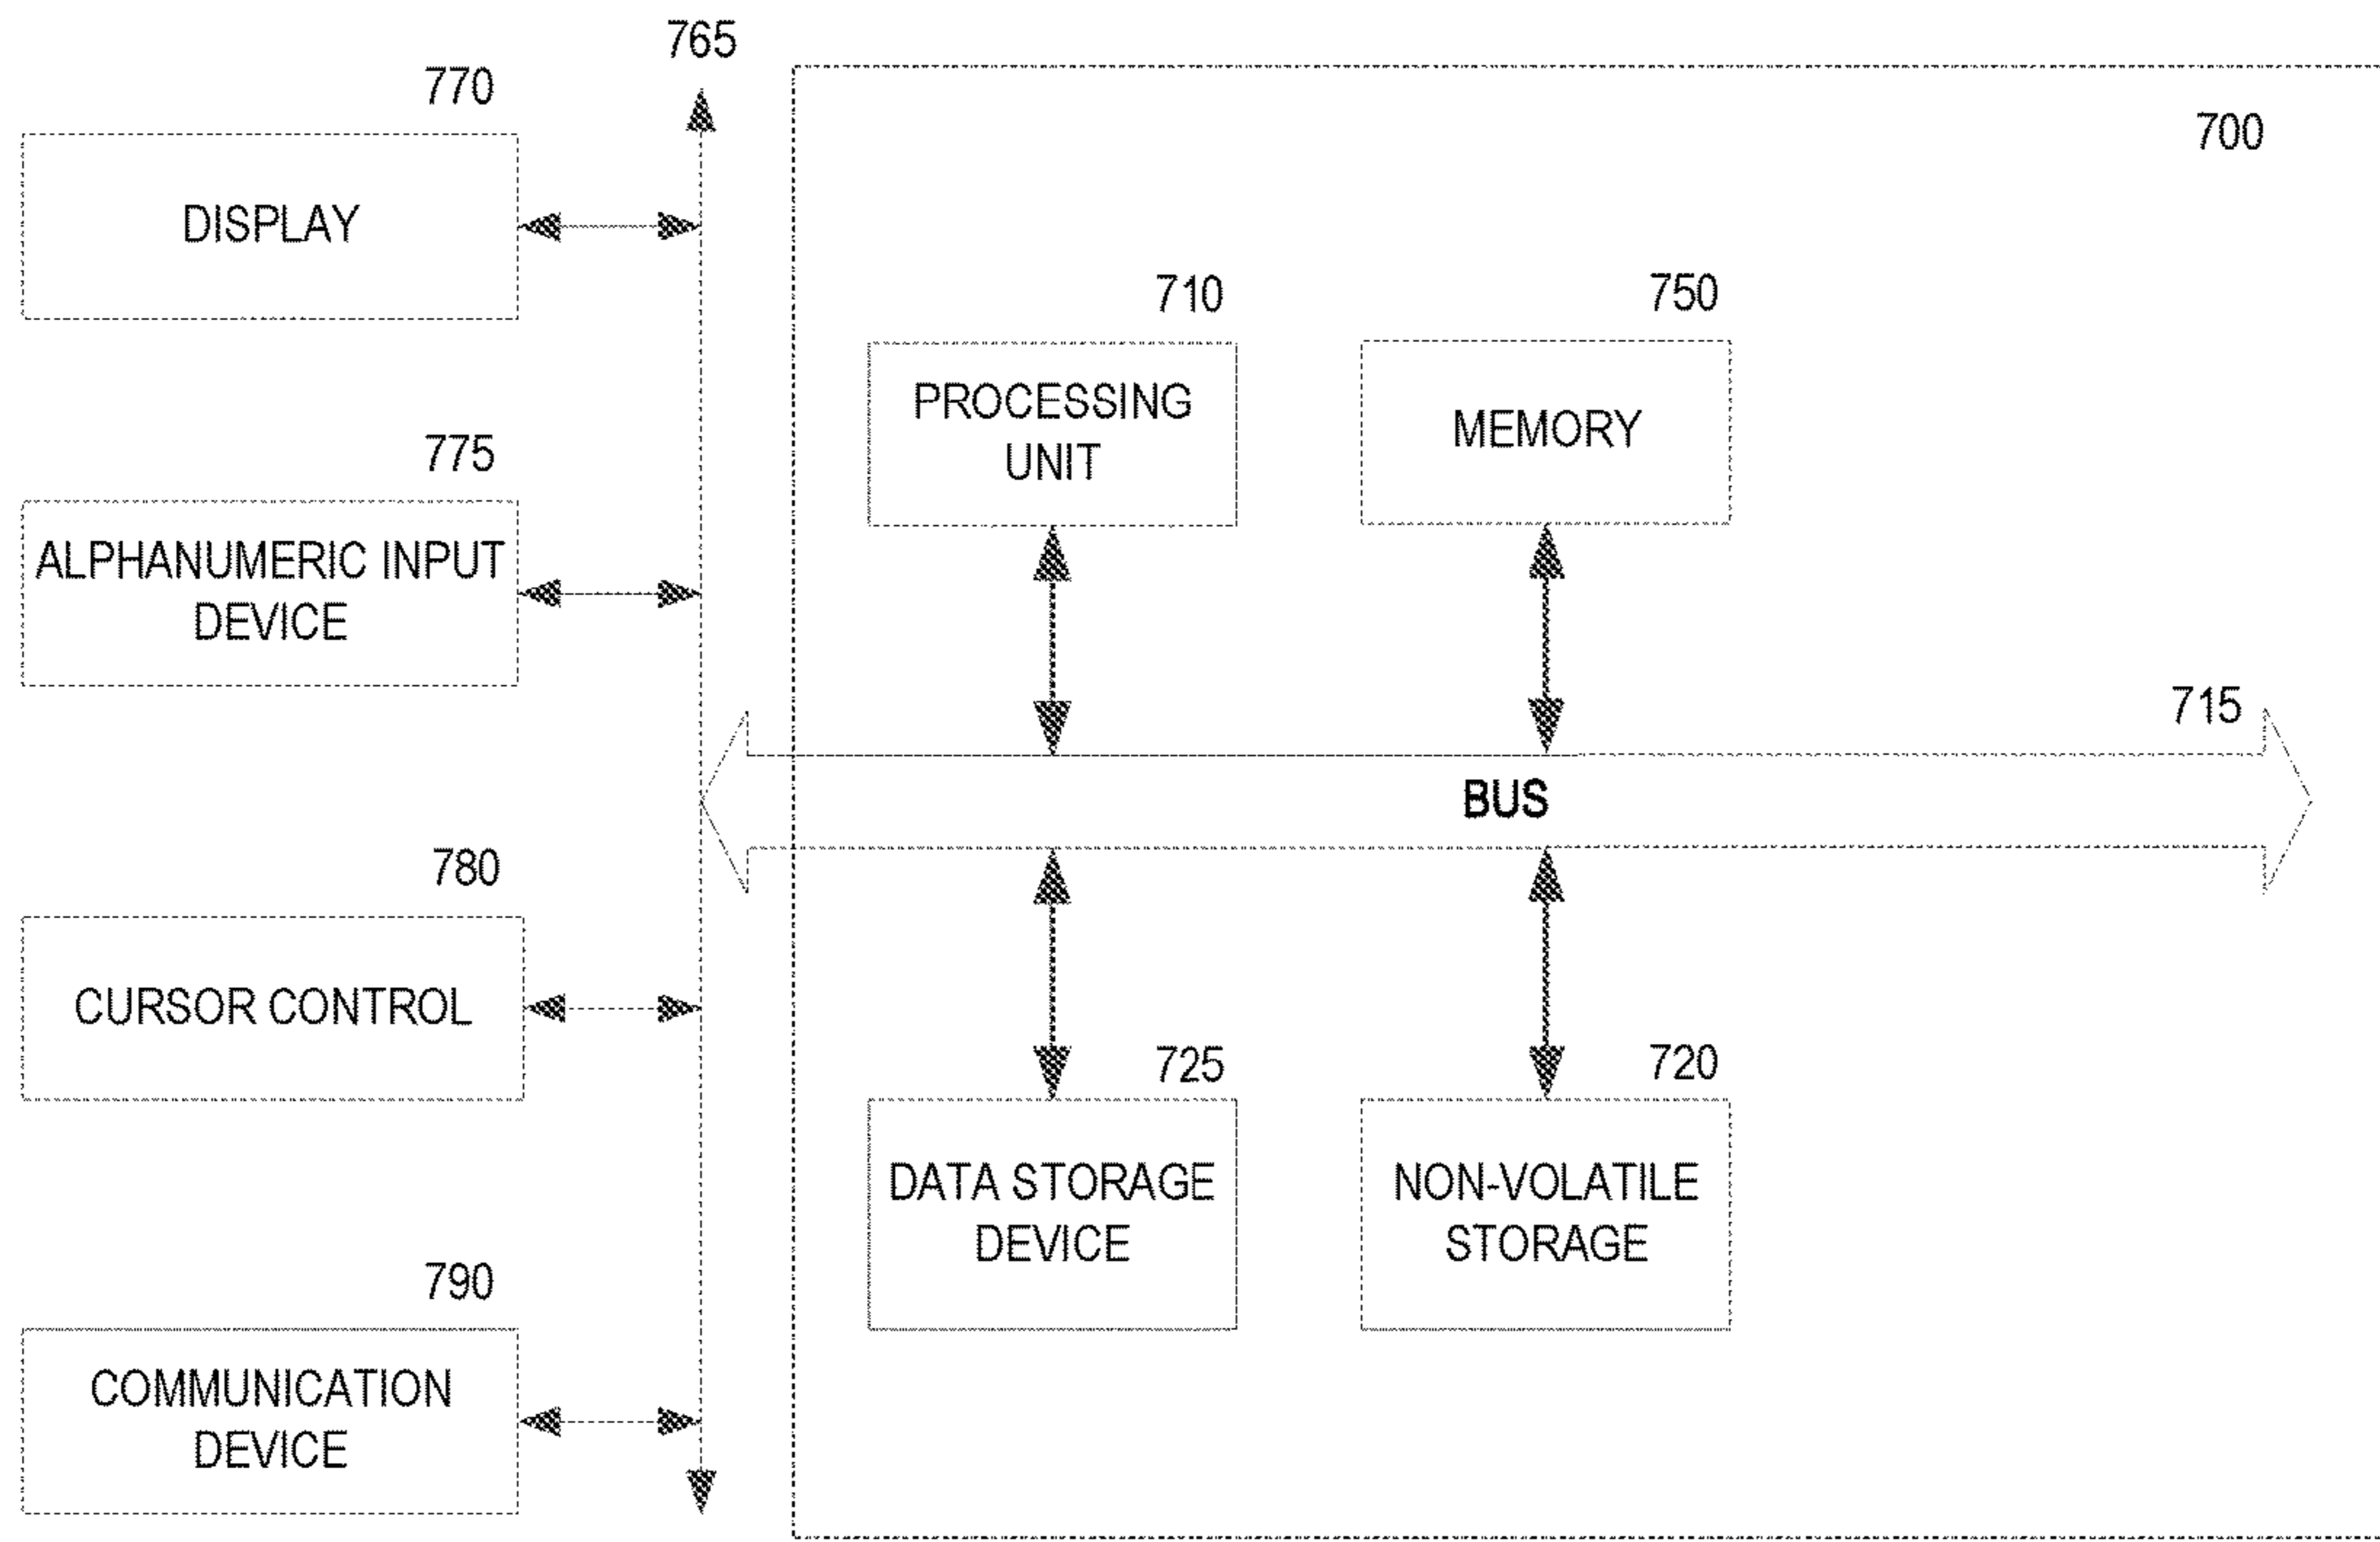 765
770
700
DISPLAY
710
750
PROCESSING
UNIT
MEMORY
775
ALPHANUMERIC INPUT
DEVICE
715
BUS
780
CURSOR CONTROL
725
720
DATA STORAGE
DEVICE
NON-VOLATILE
STORAGE
790
COMMUNICATION
DEVICE